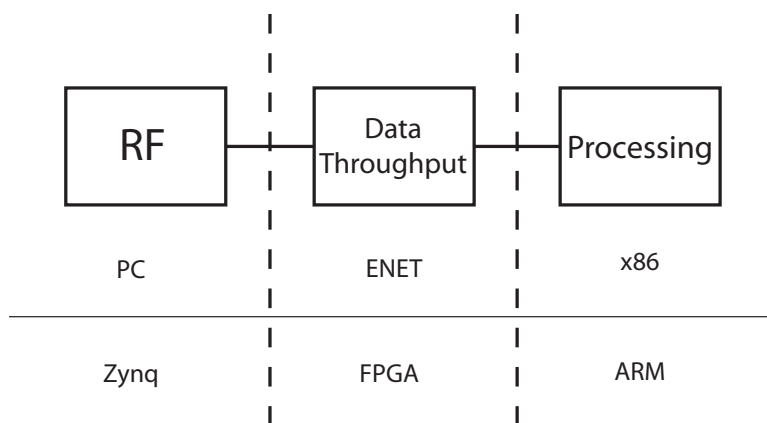 RF
Data
Throughput
Processing
PC
ENET
x86
Zynq
FPGA
ARM